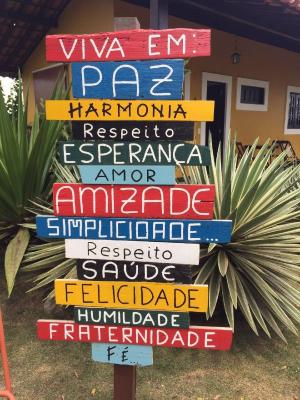 VIVA EM:
PAZ
HARMONIA
Respeito
ESPERANÇA
AMOR
AMIZADE
SIMPLICIDADE...
Respeito
SAÚDE
FELICIDADE
HUMILDADE
FRATERNIDADE
FÉ...